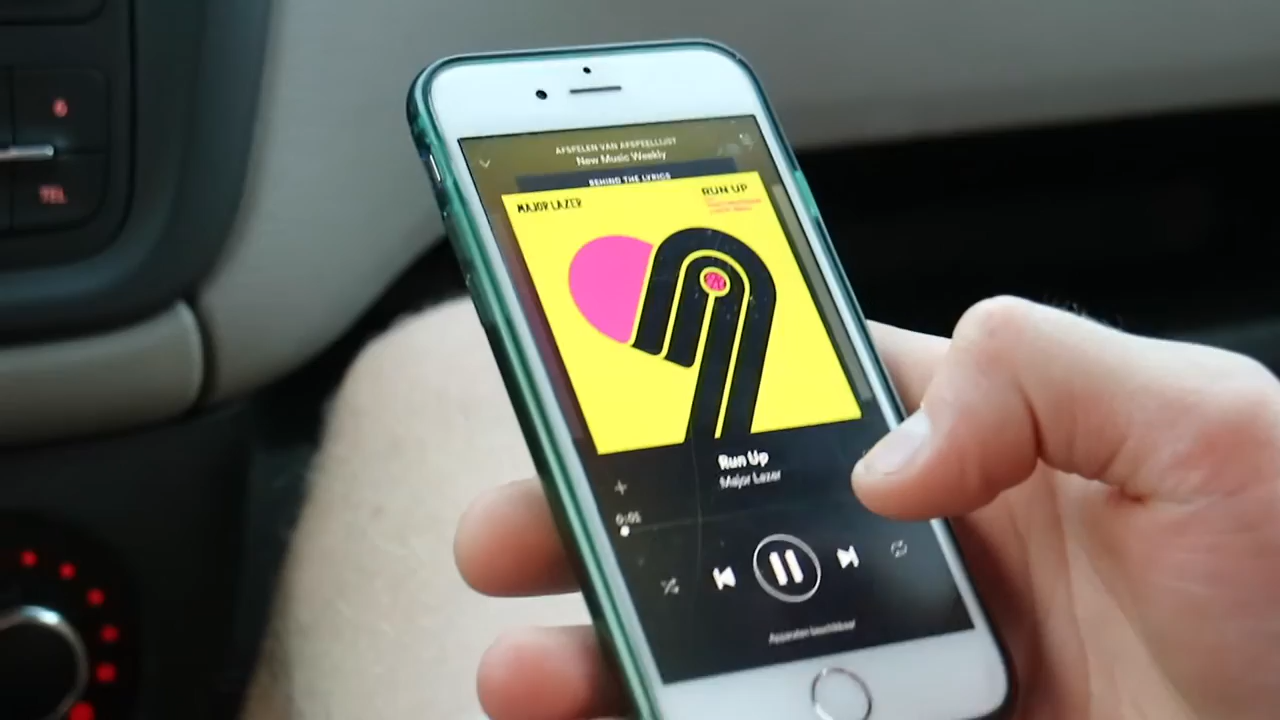 AFSPELEN VAN AFSPEELLIJST
New Music Weekly
BEHIND THE LYRICS
MAJOR LAZER
RUN UP
Run Up
Major Lazer
0:05
Apparaten beschikbaar
TEL